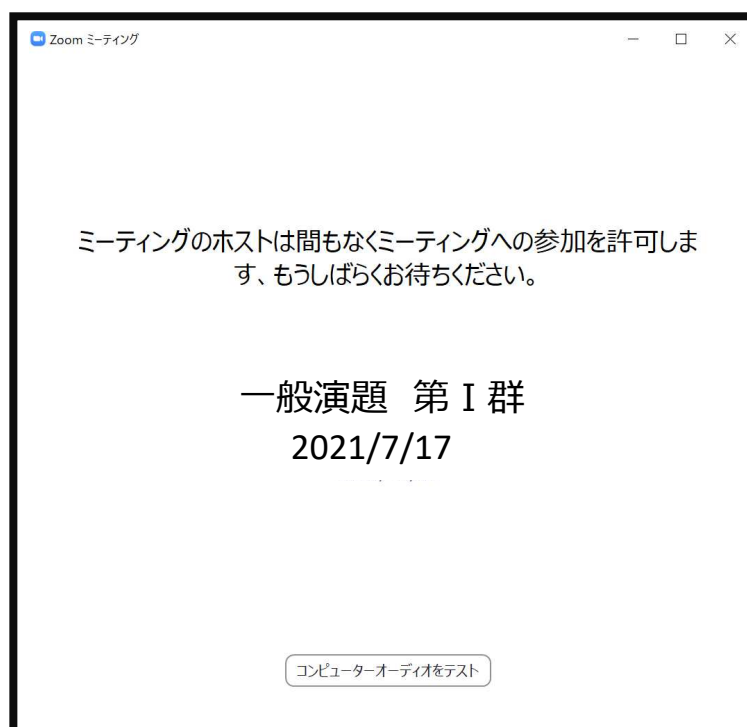 Zoom ミーティング
ミーティングのホストは間もなくミーティングへの参加を許可しま
す、もうしばらくお待ちください。
一般演題 第Ⅰ群
2021/7/17
コンピューターオーディオをテスト